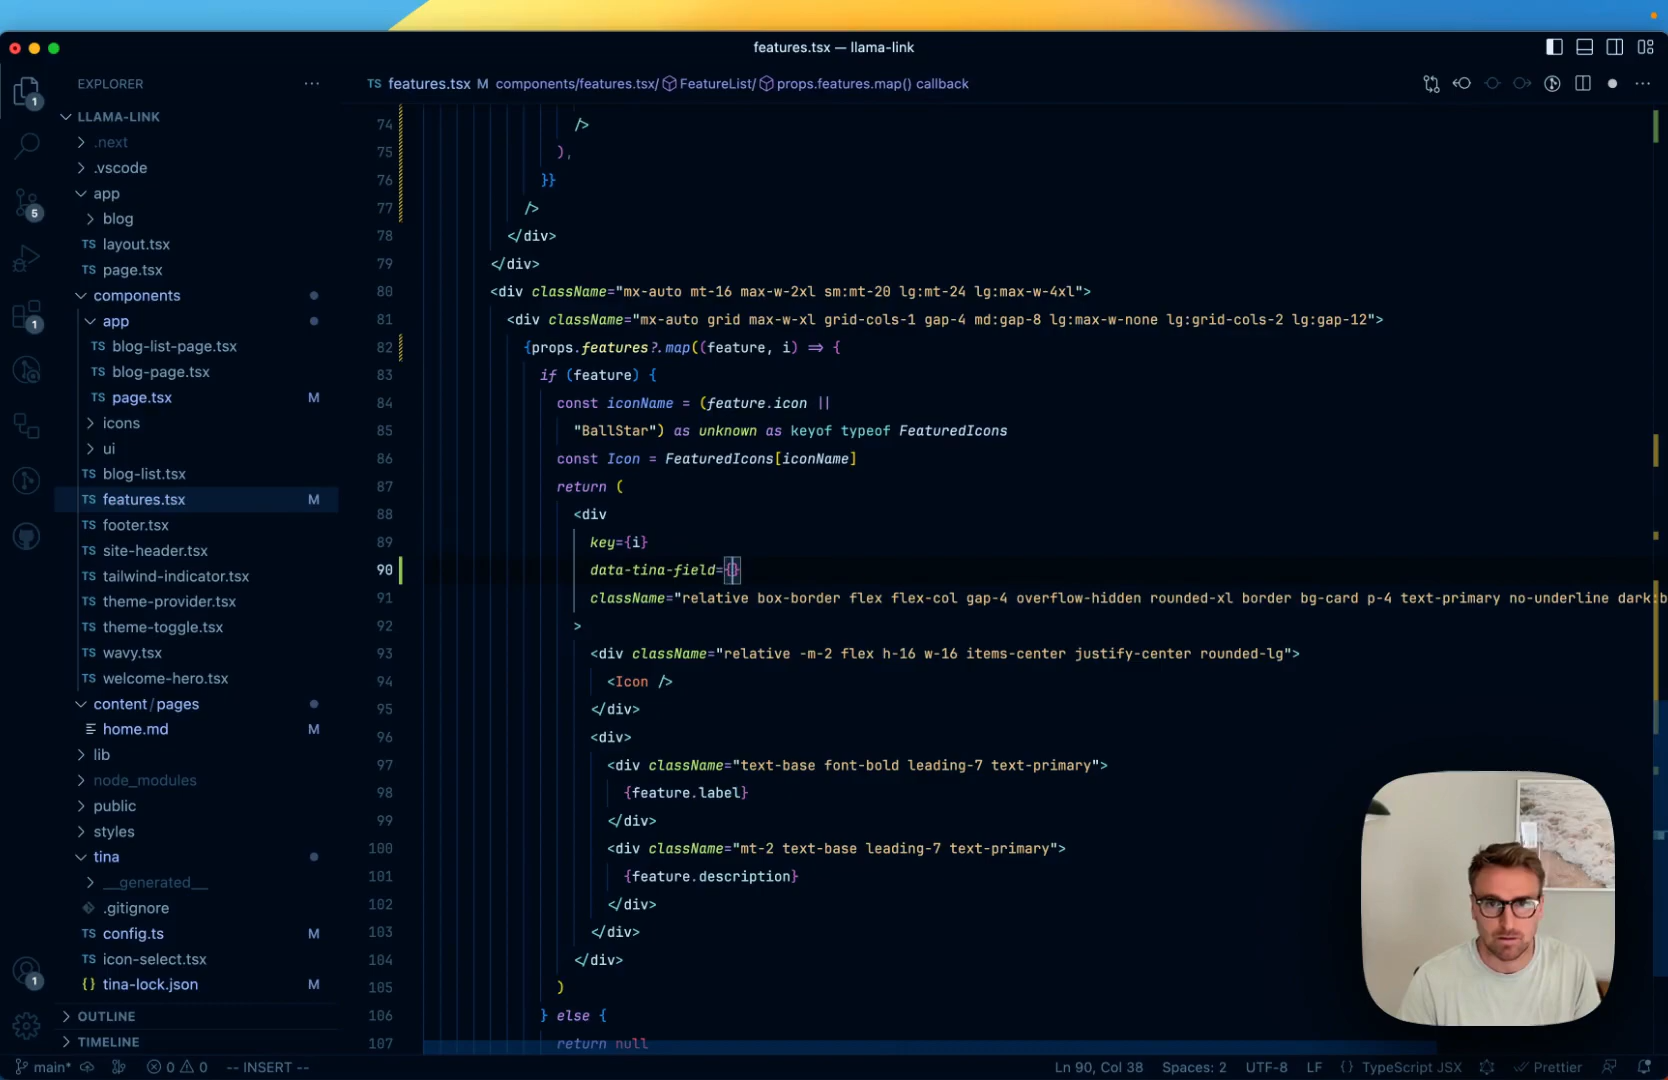 features.tsx — llama-link
EXPLORER
TS features.tsx M components/features.tsx/ FeatureList/ props.features.map() callback
LLAMA-LINK
.next
.vscode
app
blog
TS layout.tsx
TS page.tsx
components
app
TS blog-list-page.tsx
TS blog-page.tsx
TS page.tsx M
icons
ui
TS blog-list.tsx
TS features.tsx M
TS footer.tsx
TS site-header.tsx
TS tailwind-indicator.tsx
TS theme-provider.tsx
TS theme-toggle.tsx
TS wavy.tsx
TS welcome-hero.tsx
content/pages
home.md M
lib
node_modules
public
styles
tina
__generated__
.gitignore
TS config.ts M
TS icon-select.tsx
{} tina-lock.json M
OUTLINE
TIMELINE
1
5
1
1
74 />
75 ),
76 }}
77 />
78 </div>
79 </div>
80 <div className="mx-auto mt-16 max-w-2xl sm:mt-20 lg:mt-24 lg:max-w-4xl">
81 <div className="mx-auto grid max-w-xl grid-cols-1 gap-4 md:gap-8 lg:max-w-none lg:grid-cols-2 lg:gap-12">
82 {props.features?.map((feature, i) => {
83 if (feature) {
84 const iconName = (feature.icon ||
85 "BallStar") as unknown as keyof typeof FeaturedIcons
86 const Icon = FeaturedIcons[iconName]
87 return (
88 <div
89 key={i}
90 data-tina-field={}
91 className="relative box-border flex flex-col gap-4 overflow-hidden rounded-xl border bg-card p-4 text-primary no-underline dark:b
92 >
93 <div className="relative -m-2 flex h-16 w-16 items-center justify-center rounded-lg">
94 <Icon />
95 </div>
96 <div>
97 <div className="text-base font-bold leading-7 text-primary">
98 {feature.label}
99 </div>
100 <div className="mt-2 text-base leading-7 text-primary">
101 {feature.description}
102 </div>
103 </div>
104 </div>
105 )
106 } else {
107 return null
main* 0 0 -- INSERT -- Ln 90, Col 38 Spaces: 2 UTF-8 LF {} TypeScript JSX Prettier